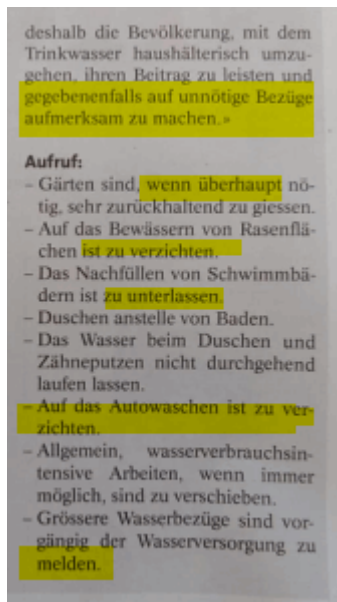 deshalb die Bevölkerung, mit dem
Trinkwasser haushälterisch umzu-
gehen, ihren Beitrag zu leisten und
gegebenenfalls auf unnötige Bezüge
aufmerksam zu machen.»
Aufruf:
– Gärten sind, wenn überhaupt nö-
tig, sehr zurückhaltend zu giessen.
– Auf das Bewässern von Rasenflä-
chen ist zu verzichten.
– Das Nachfüllen von Schwimmbä-
dern ist zu unterlassen.
– Duschen anstelle von Baden.
– Das Wasser beim Duschen und
Zähneputzen nicht durchgehend
laufen lassen.
– Auf das Autowaschen ist zu ver-
zichten.
– Allgemein, wasserverbrauchsin-
tensive Arbeiten, wenn immer
möglich, sind zu verschieben.
– Grössere Wasserbezüge sind vor-
gängig der Wasserversorgung zu
melden.